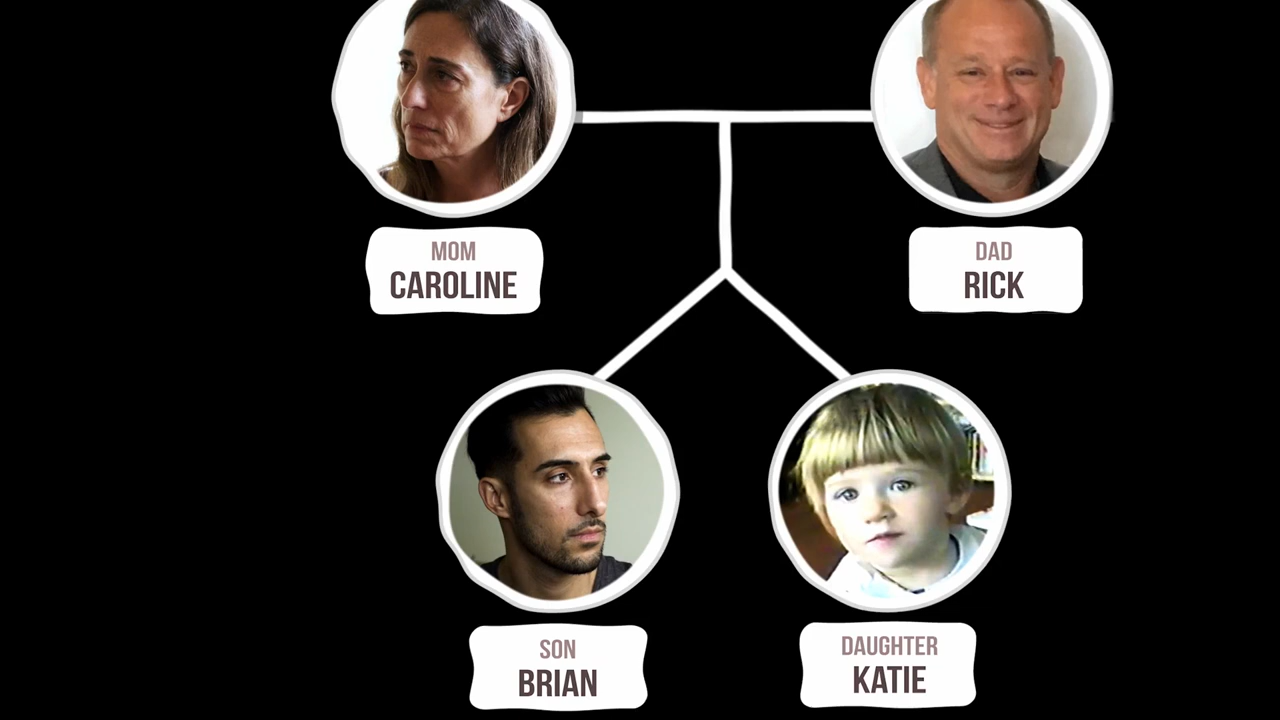 MOM
CAROLINE
DAD
RICK
SON
BRIAN
DAUGHTER
KATIE